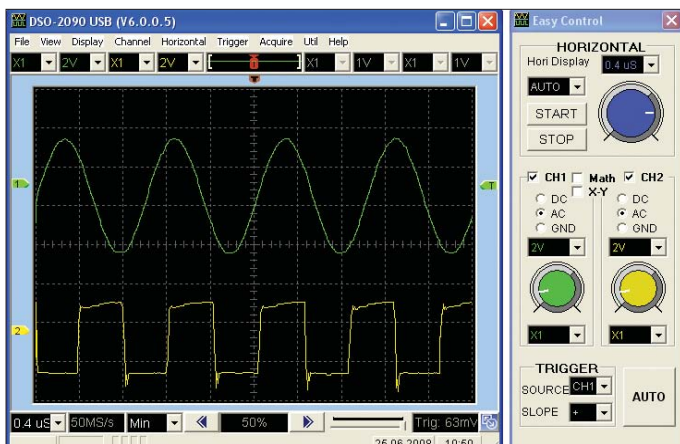 DSO-2090 USB (V6.0.0.5)
File View Display Channel Horizontal Trigger Acquire Util Help
X1 2V X1 2V X1 1V X1 1V
1
T
2
0.4 uS 50MS/s Min 50% Trig: 63mV
25.06.2008 10:50
Easy Control
HORIZONTAL
Hori Display 0.4 uS
AUTO
START
STOP
CH1 Math CH2
X-Y
DC DC
AC AC
GND GND
2V 2V
X1 X1
TRIGGER
SOURCE CH1
SLOPE +
AUTO